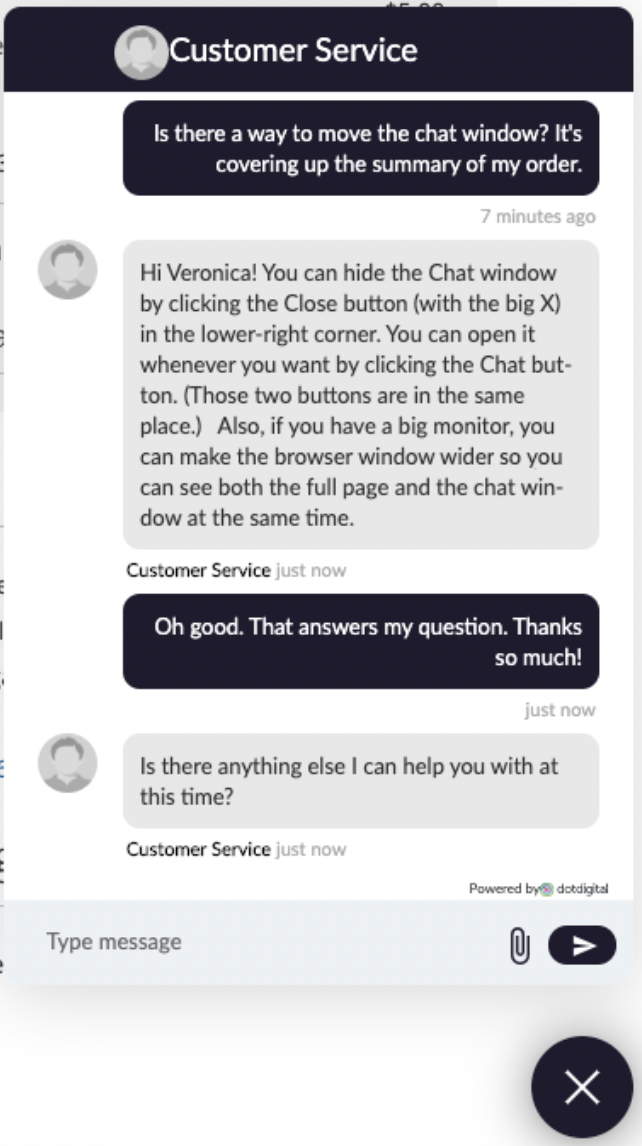 Customer Service
Is there a way to move the chat window? It's
covering up the summary of my order.
7 minutes ago
Hi Veronica! You can hide the Chat window
by clicking the Close button (with the big X)
in the lower-right corner. You can open it
whenever you want by clicking the Chat but-
ton. (Those two buttons are in the same
place.)   Also, if you have a big monitor, you
can make the browser window wider so you
can see both the full page and the chat win-
dow at the same time.
Customer Service just now
Oh good. That answers my question. Thanks
so much!
just now
Is there anything else I can help you with at
this time?
Customer Service just now
Powered by dotdigital
Type message